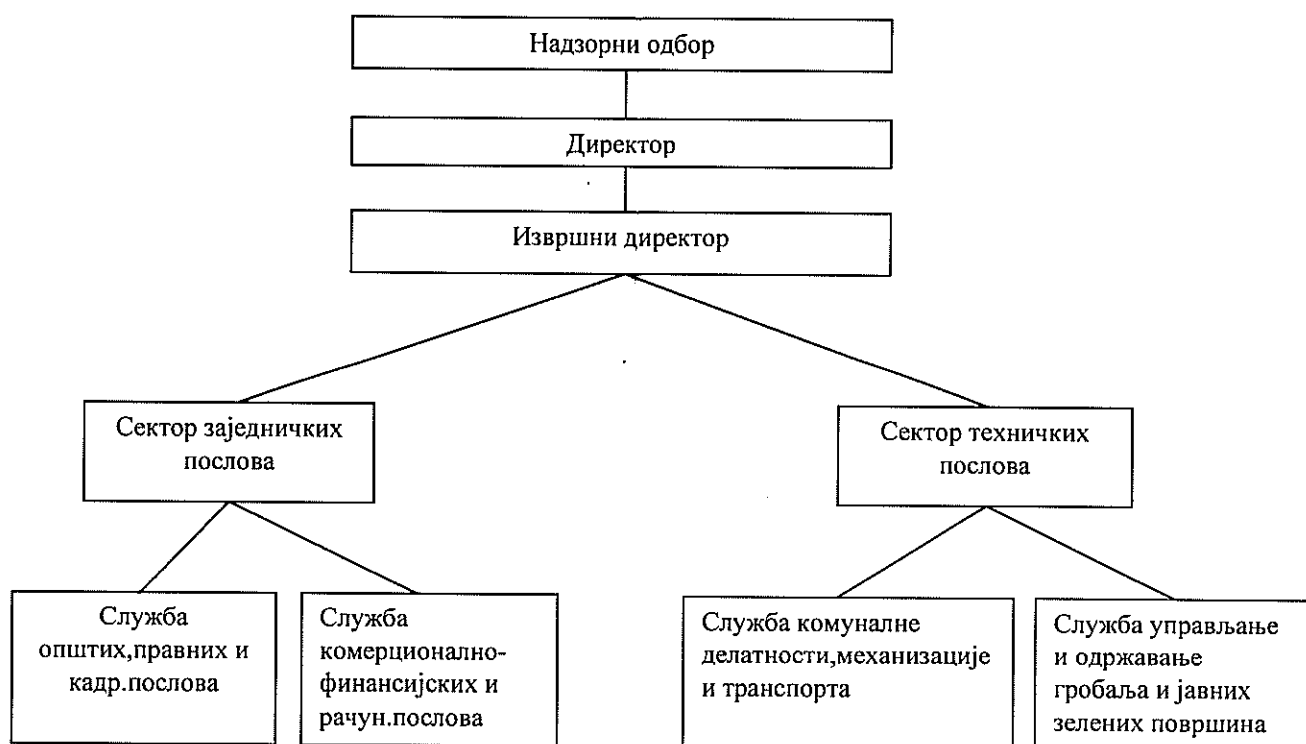 Надзорни одбор
Директор
Извршни директор
Сектор заједничких
послова
Сектор техничких
послова
Служба
општих,правних и
кадр.послова
Служба
комерционално-
финансијских и
рачун.послова
Служба комуналне
делатности,механизације
и транспорта
Служба управљање
и одржавање
гробаља и јавних
зелених површина